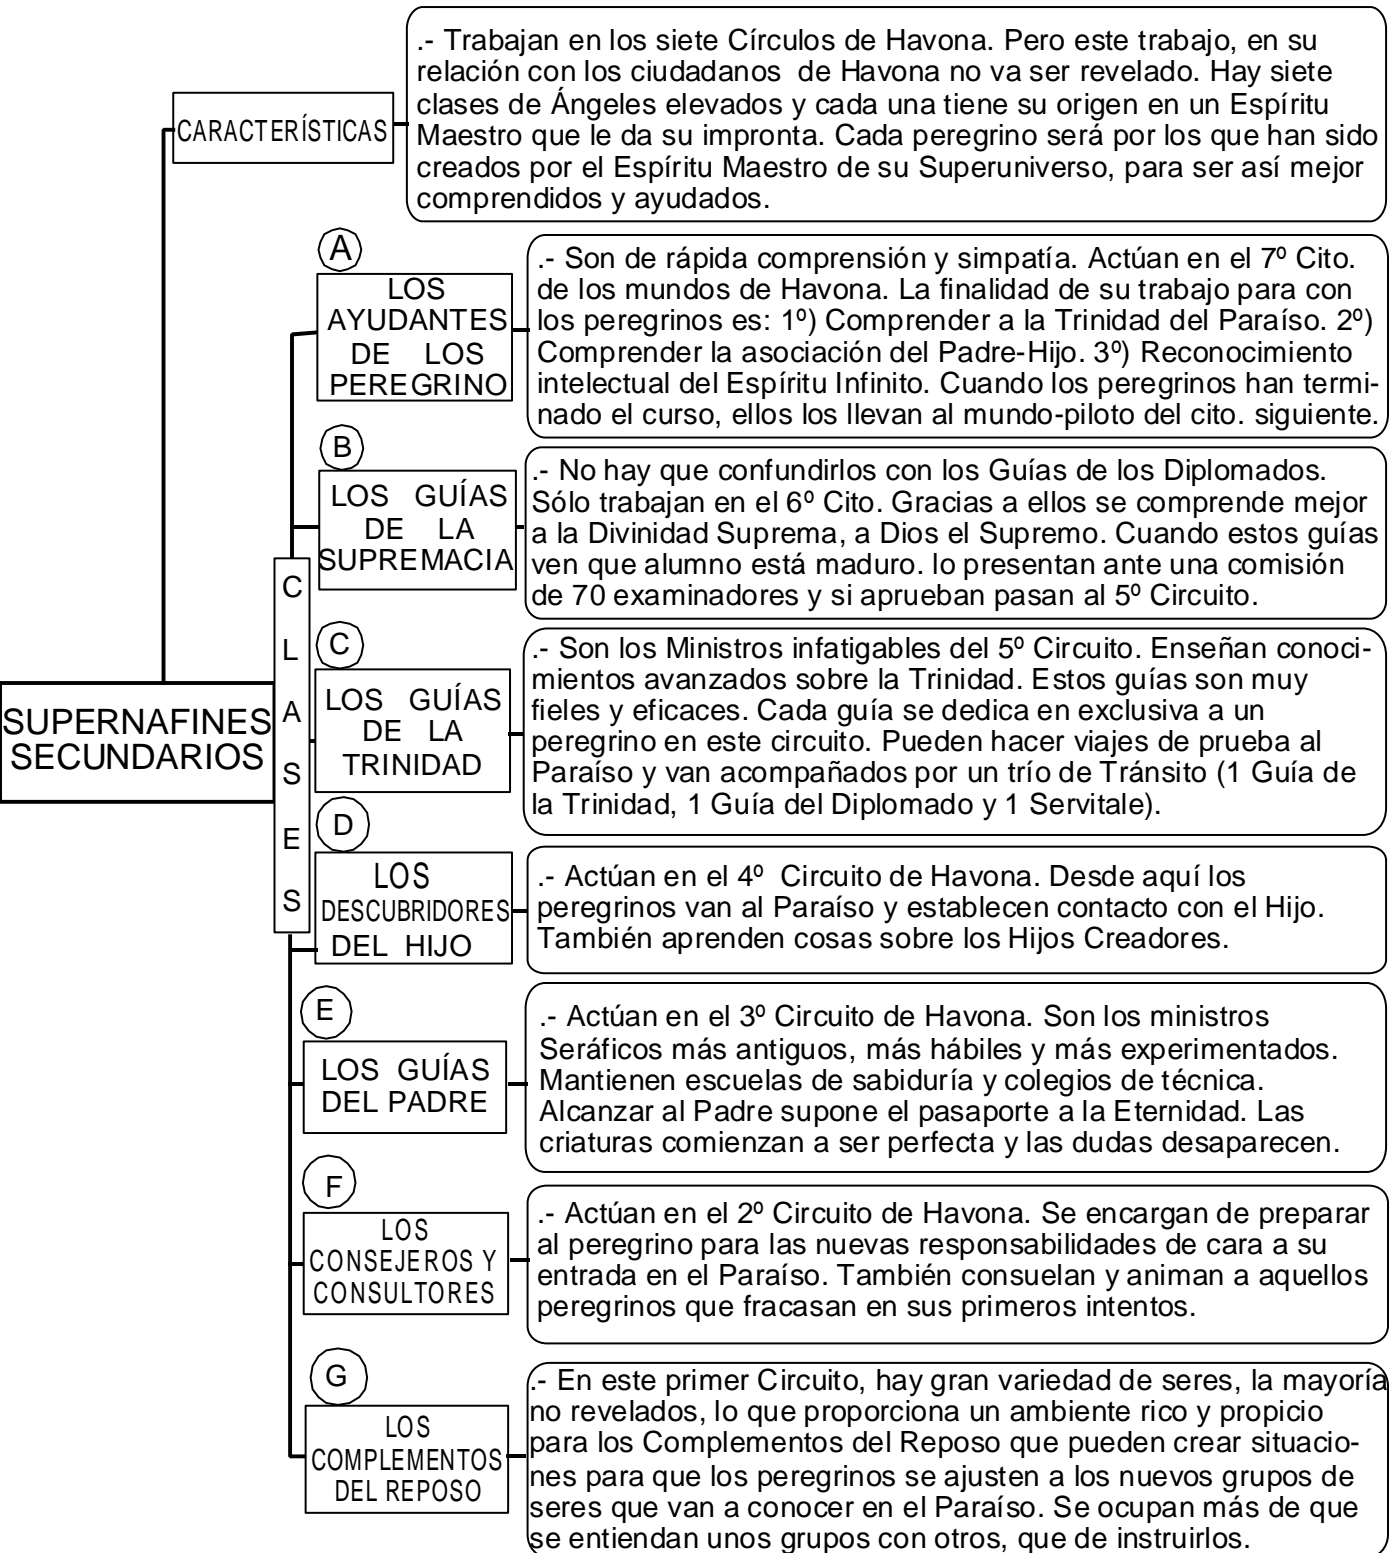 .- Trabajan en los siete Círculos de Havona. Pero este trabajo, en su
relación con los ciudadanos de Havona no va ser revelado. Hay siete
clases de Ángeles elevados y cada una tiene su origen en un Espíritu
Maestro que le da su impronta. Cada peregrino será por los que han sido
creados por el Espíritu Maestro de su Superuniverso, para ser así mejor
comprendidos y ayudados.
CARACTERÍSTICAS
SUPERNAFINES
SECUNDARIOS
C
L
A
S
E
S
A
LOS
AYUDANTES
DE LOS
PEREGRINO
.- Son de rápida comprensión y simpatía. Actúan en el 7º Cito.
de los mundos de Havona. La finalidad de su trabajo para con
los peregrinos es: 1º) Comprender a la Trinidad del Paraíso. 2º)
Comprender la asociación del Padre-Hijo. 3º) Reconocimiento
intelectual del Espíritu Infinito. Cuando los peregrinos han termi-
nado el curso, ellos los llevan al mundo-piloto del cito. siguiente.
B
LOS GUÍAS
DE LA
SUPREMACIA
.- No hay que confundirlos con los Guías de los Diplomados.
Sólo trabajan en el 6º Cito. Gracias a ellos se comprende mejor
a la Divinidad Suprema, a Dios el Supremo. Cuando estos guías
ven que alumno está maduro. lo presentan ante una comisión
de 70 examinadores y si aprueban pasan al 5º Circuito.
C
LOS GUÍAS
DE LA
TRINIDAD
.- Son los Ministros infatigables del 5º Circuito. Enseñan conoci-
mientos avanzados sobre la Trinidad. Estos guías son muy
fieles y eficaces. Cada guía se dedica en exclusiva a un
peregrino en este circuito. Pueden hacer viajes de prueba al
Paraíso y van acompañados por un trío de Tránsito (1 Guía de
la Trinidad, 1 Guía del Diplomado y 1 Servitale).
D
LOS
DESCUBRIDORES
DEL HIJO
.- Actúan en el 4º Circuito de Havona. Desde aquí los
peregrinos van al Paraíso y establecen contacto con el Hijo.
También aprenden cosas sobre los Hijos Creadores.
E
LOS GUÍAS
DEL PADRE
.- Actúan en el 3º Circuito de Havona. Son los ministros
Seráficos más antiguos, más hábiles y más experimentados.
Mantienen escuelas de sabiduría y colegios de técnica.
Alcanzar al Padre supone el pasaporte a la Eternidad. Las
criaturas comienzan a ser perfecta y las dudas desaparecen.
F
LOS
CONSEJEROS Y
CONSULTORES
.- Actúan en el 2º Circuito de Havona. Se encargan de preparar
al peregrino para las nuevas responsabilidades de cara a su
entrada en el Paraíso. También consuelan y animan a aquellos
peregrinos que fracasan en sus primeros intentos.
G
LOS
COMPLEMENTOS
DEL REPOSO
.- En este primer Circuito, hay gran variedad de seres, la mayoría
no revelados, lo que proporciona un ambiente rico y propicio
para los Complementos del Reposo que pueden crear situacio-
nes para que los peregrinos se ajusten a los nuevos grupos de
seres que van a conocer en el Paraíso. Se ocupan más de que
se entiendan unos grupos con otros, que de instruirlos.